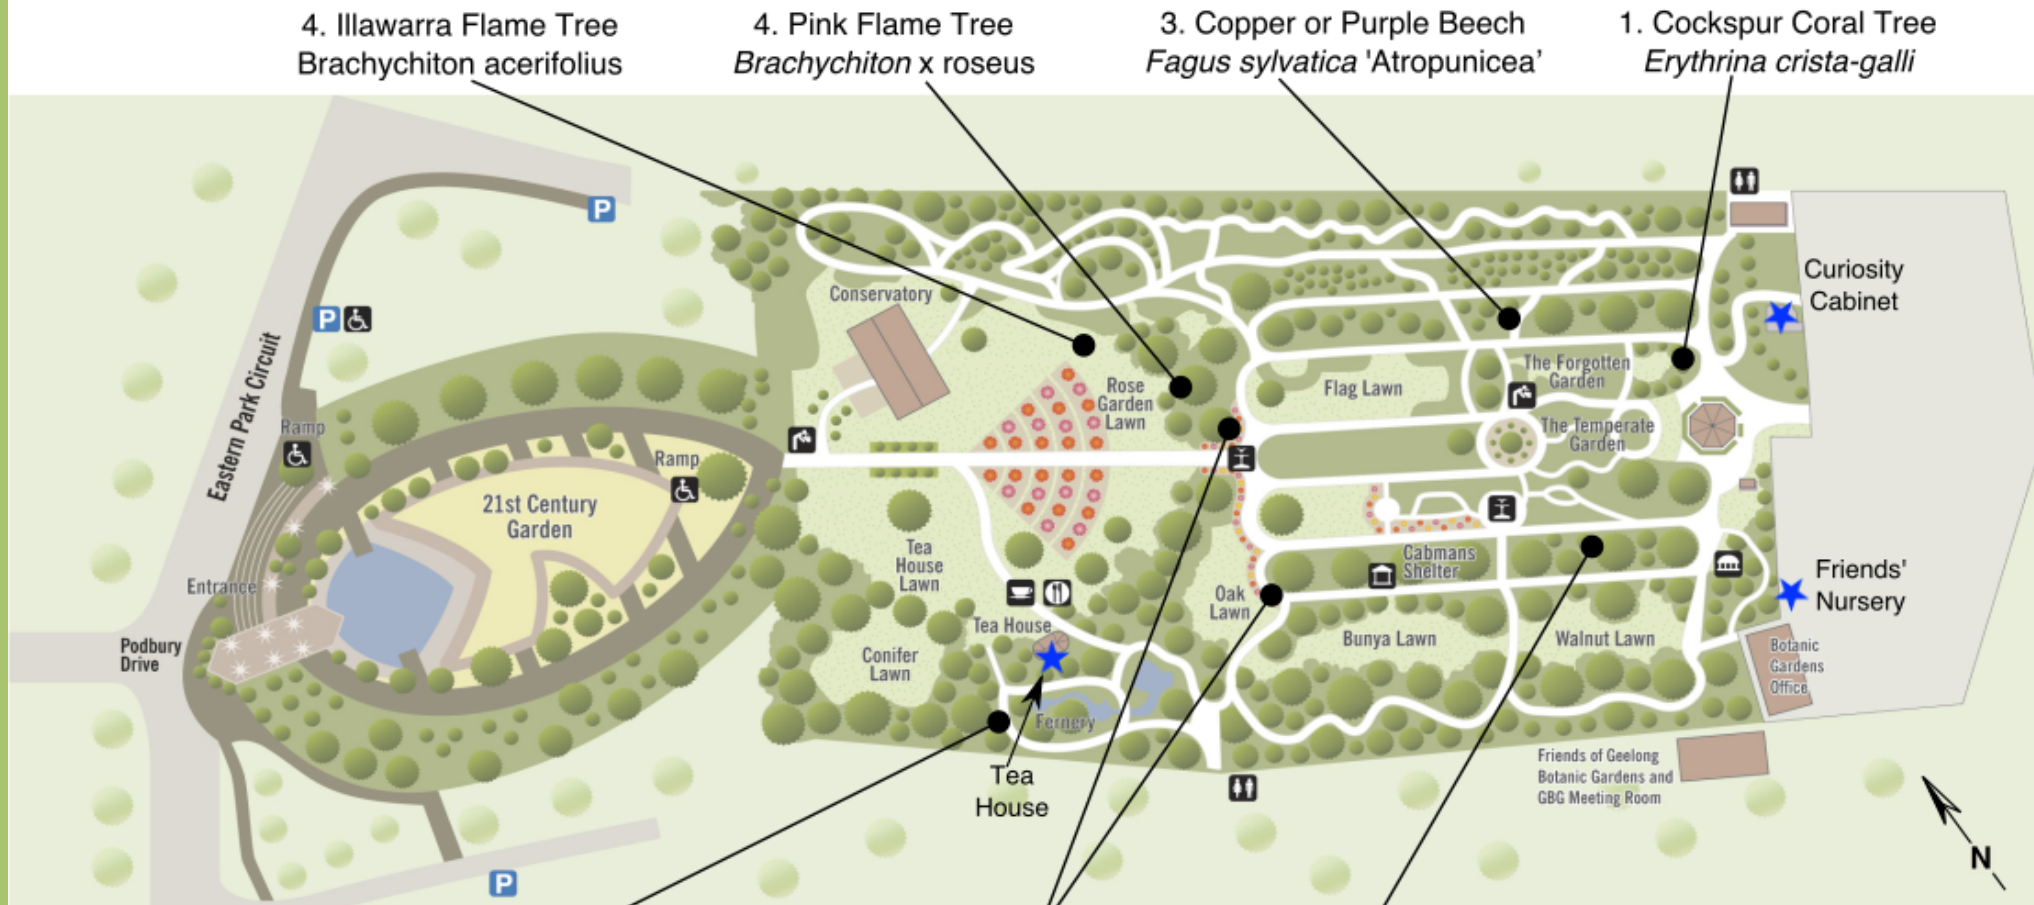 4. Illawarra Flame Tree
Brachychiton acerifolius
4. Pink Flame Tree
Brachychiton x roseus
3. Copper or Purple Beech
Fagus sylvatica 'Atropunicea'
1. Cockspur Coral Tree
Erythrina crista-galli
P
Curiosity
Cabinet
Conservatory
P
Eastern Park Circuit
The Forgotten
Garden
Flag Lawn
Rose
Garden
Lawn
Ramp
The Temperate
Garden
Ramp
21st Century
Garden
Tea
House
Lawn
Cabmans
Shelter
Friends'
Nursery
Entrance
Oak
Lawn
Tea House
Bunya Lawn
Walnut Lawn
Podbury
Drive
Conifer
Lawn
Botanic
Gardens
Office
Fernery
Tea
House
Friends of Geelong
Botanic Gardens and
GBG Meeting Room
N
P